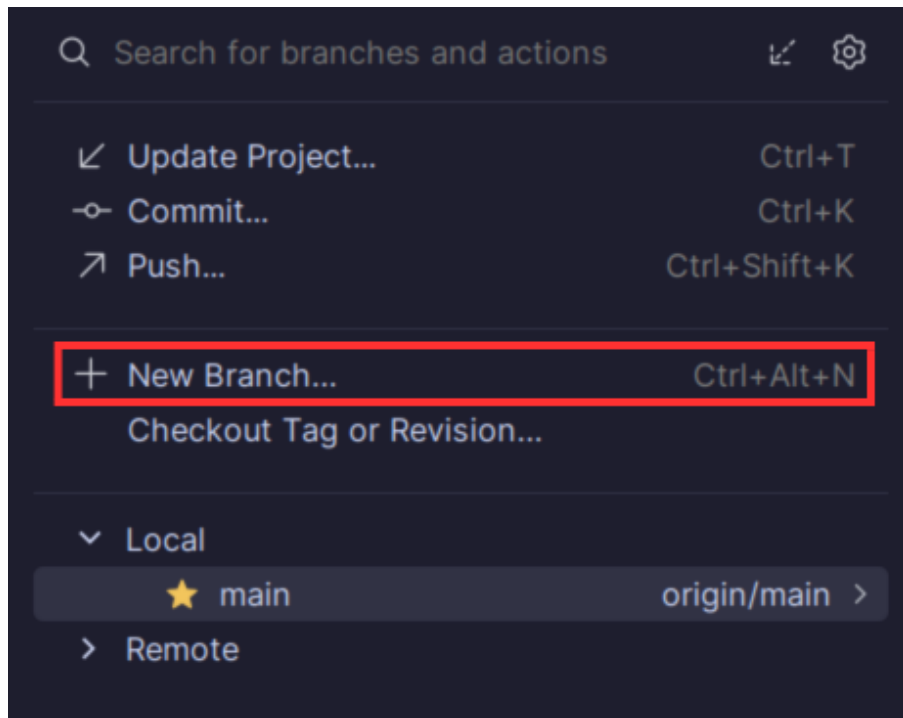 Search for branches and actions
Update Project... Ctrl+T
Commit... Ctrl+K
Push... Ctrl+Shift+K
New Branch... Ctrl+Alt+N
Checkout Tag or Revision...
Local
main origin/main
Remote